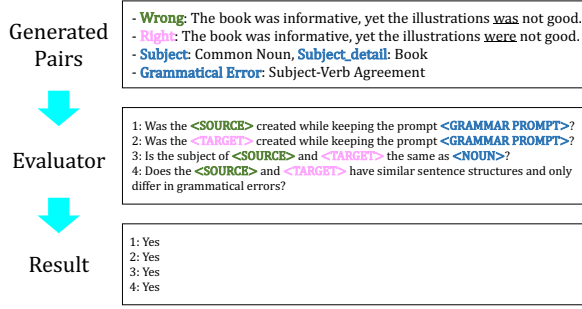 Generated Pairs
- Wrong: The book was informative, yet the illustrations was not good.
- Right: The book was informative, yet the illustrations were not good.
- Subject: Common Noun, Subject_detail: Book
- Grammatical Error: Subject-Verb Agreement
Evaluator
1: Was the <SOURCE> created while keeping the prompt <GRAMMAR PROMPT>?
2: Was the <TARGET> created while keeping the prompt <GRAMMAR PROMPT>?
3: Is the subject of <SOURCE> and <TARGET> the same as <NOUN>?
4: Does the <SOURCE> and <TARGET> have similar sentence structures and only
differ in grammatical errors?
Result
1: Yes
2: Yes
3: Yes
4: Yes